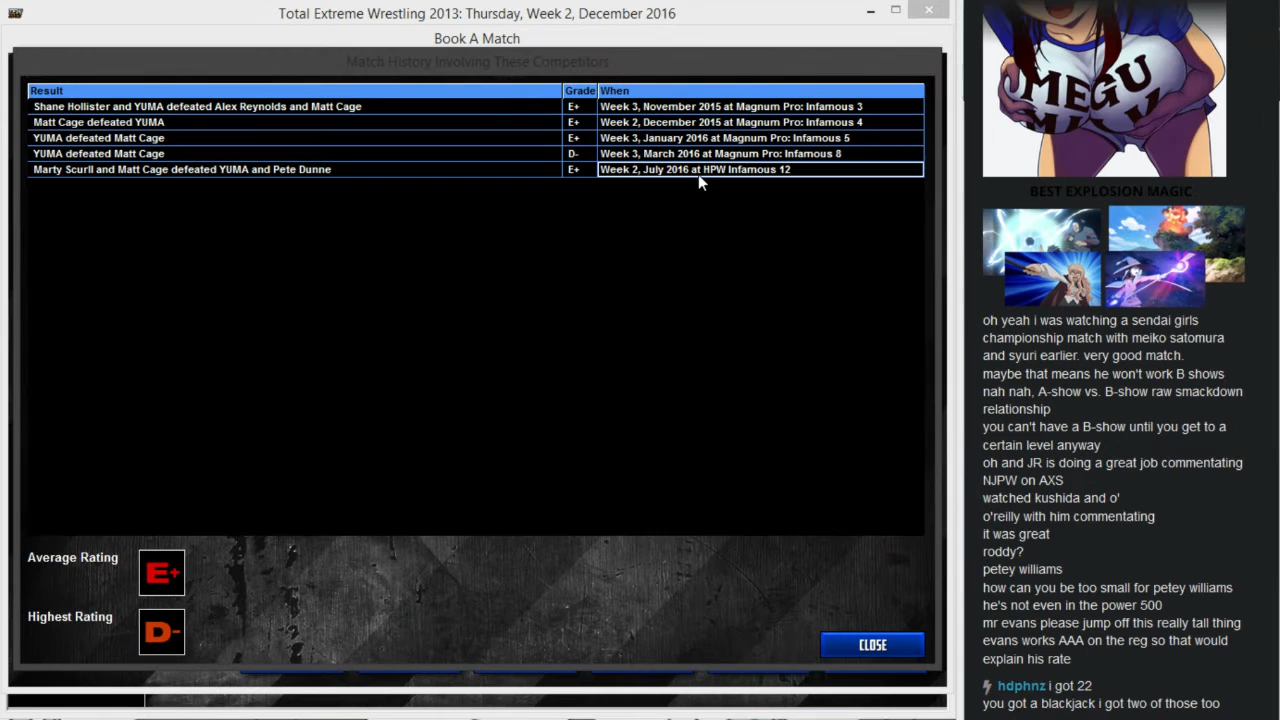 Total Extreme Wrestling 2013: Thursday, Week 2, December 2016
Book A Match
Match History Involving These Competitors
Result Grade When
Shane Hollister and YUMA defeated Alex Reynolds and Matt Cage E+ Week 3, November 2015 at Magnum Pro: Infamous 3
Matt Cage defeated YUMA E+ Week 2, December 2015 at Magnum Pro: Infamous 4
YUMA defeated Matt Cage E+ Week 3, January 2016 at Magnum Pro: Infamous 5
YUMA defeated Matt Cage D- Week 3, March 2016 at Magnum Pro: Infamous 8
Marty Scurll and Matt Cage defeated YUMA and Pete Dunne E+ Week 2, July 2016 at HPW Infamous 12
Average Rating
E+
Highest Rating
D-
CLOSE
OMEGU
MILK
BEST EXPLOSION MAGIC
oh yeah i was watching a sendai girls
championship match with meiko satomura
and syuri earlier. very good match.
maybe that means he won't work B shows
nah nah, A-show vs. B-show raw smackdown
relationship
you can't have a B-show until you get to a
certain level anyway
oh and JR is doing a great job commentating
NJPW on AXS
watched kushida and o'
o'reilly with him commentating
it was great
roddy?
petey williams
how can you be too small for petey williams
he's not even in the power 500
mr evans please jump off this really tall thing
evans works AAA on the reg so that would
explain his rate
hdphnz i got 22
you got a blackjack i got two of those too